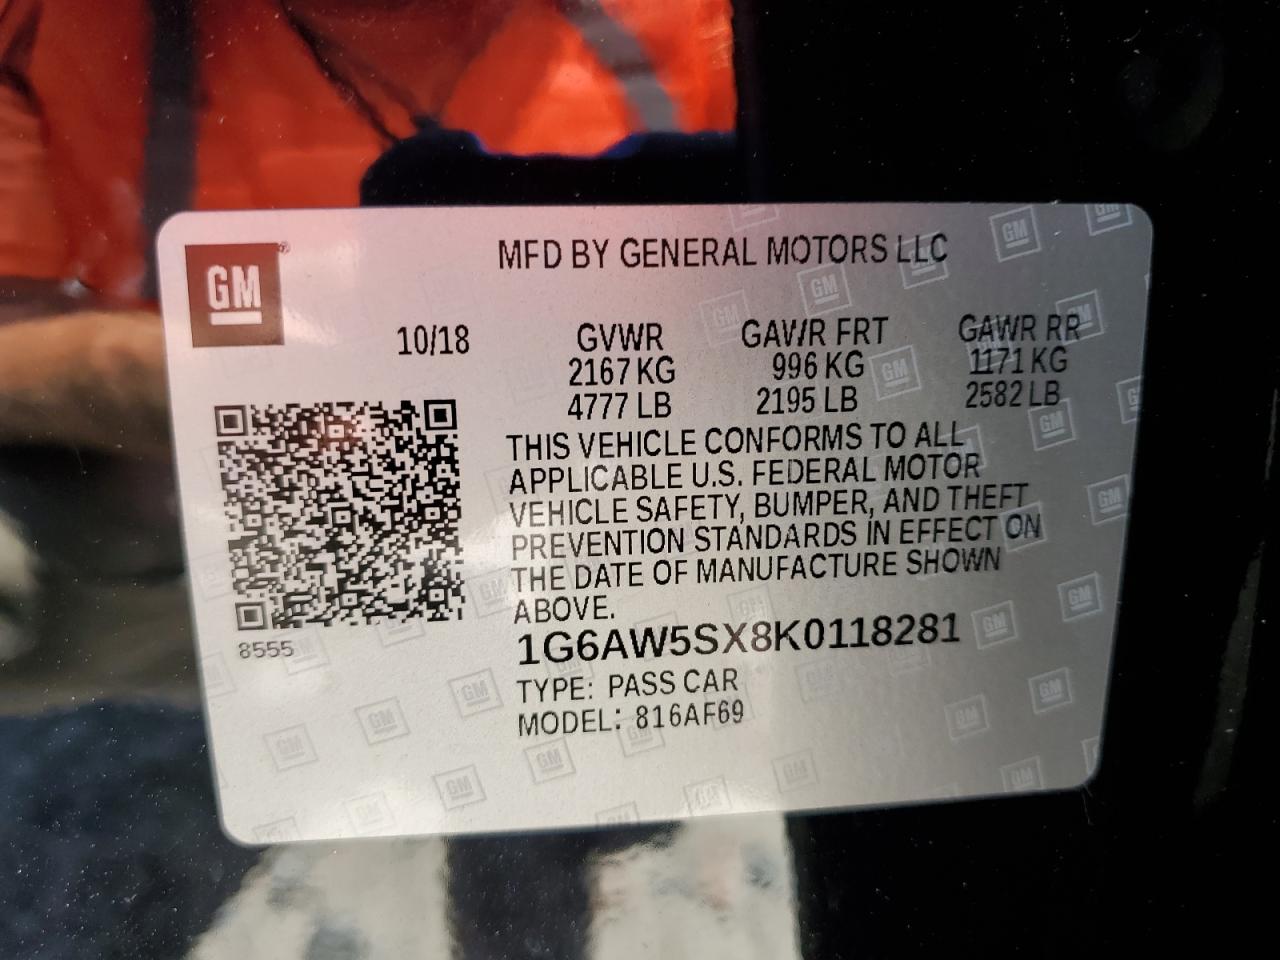 GM®
MFD BY GENERAL MOTORS LLC
10/18 GVWR GAWR FRT GAWR RR
2167 KG 996 KG 1171 KG
4777 LB 2195 LB 2582 LB
THIS VEHICLE CONFORMS TO ALL
APPLICABLE U.S. FEDERAL MOTOR
VEHICLE SAFETY, BUMPER, AND THEFT
PREVENTION STANDARDS IN EFFECT ON
THE DATE OF MANUFACTURE SHOWN
ABOVE.
8555
1G6AW5SX8K0118281
TYPE: PASS CAR
MODEL: 816AF69